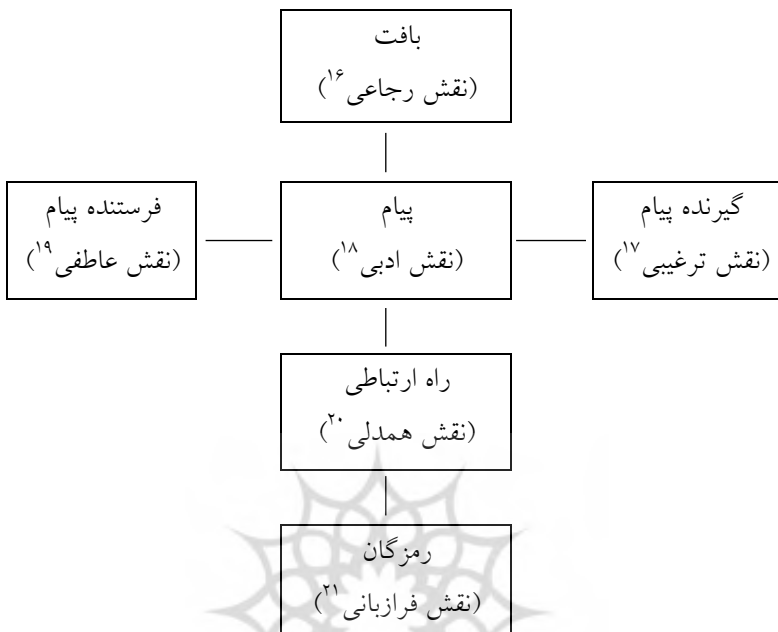 بافت
(نقش رجاعی۱۶)
گیرنده پیام
(نقش ترغیبی۱۷)
پیام
(نقش ادبی۱۸)
فرستنده پیام
(نقش عاطفی۱۹)
راه ارتباطی
(نقش همدلی۲۰)
رمزگان
(نقش فرازبانی۲۱)